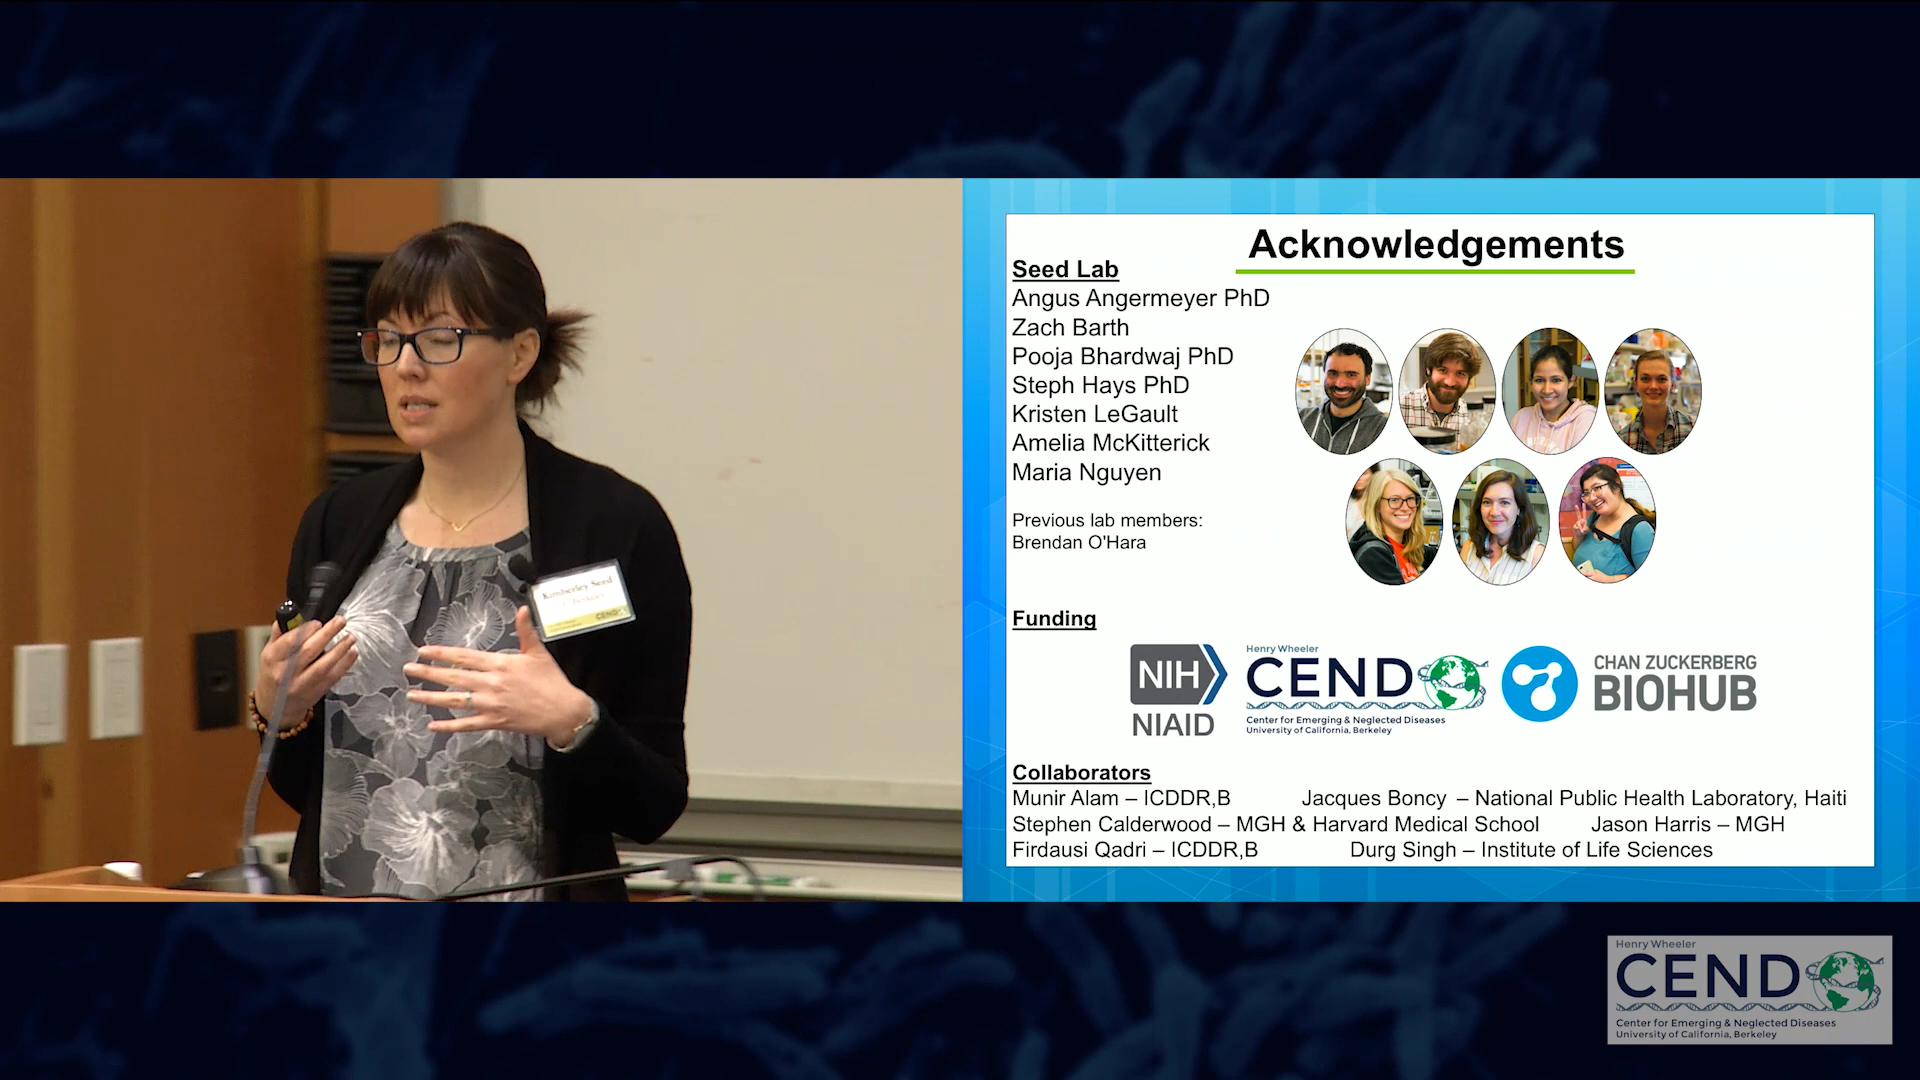 Kimberley Seed
CEND
Acknowledgements
Seed Lab
Angus Angermeyer PhD
Zach Barth
Pooja Bhardwaj PhD
Steph Hays PhD
Kristen LeGault
Amelia McKitterick
Maria Nguyen
Previous lab members:
Brendan O'Hara
Funding
NIH
NIAID
Henry Wheeler
CEND
Center for Emerging & Neglected Diseases
University of California, Berkeley
CHAN ZUCKERBERG
BIOHUB
Collaborators
Munir Alam – ICDDR,B Jacques Boncy – National Public Health Laboratory, Haiti
Stephen Calderwood – MGH & Harvard Medical School Jason Harris – MGH
Firdausi Qadri – ICDDR,B Durg Singh – Institute of Life Sciences
Henry Wheeler
CEND
Center for Emerging & Neglected Diseases
University of California, Berkeley